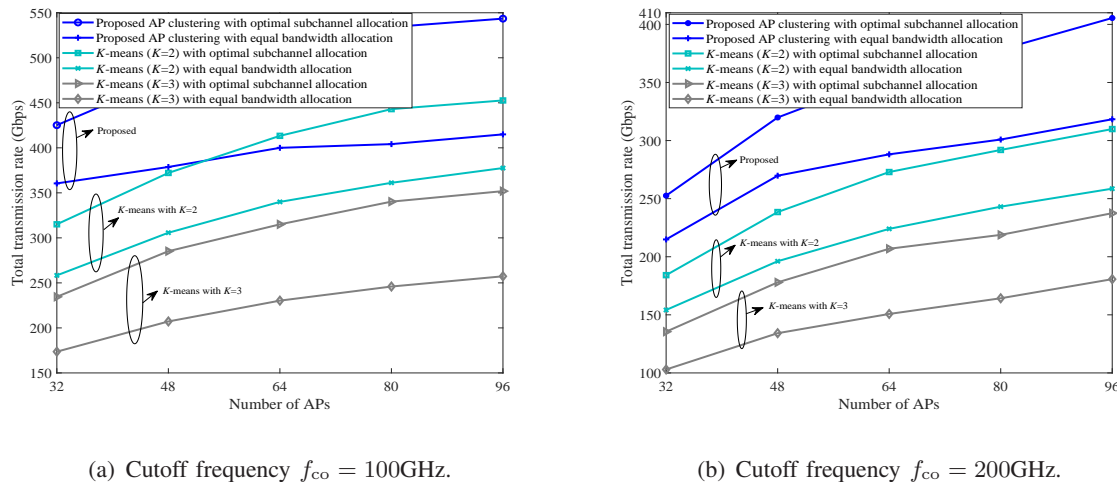 550
500
450
400
350
300
250
200
150
Total transmission rate (Gbps)
Proposed AP clustering with optimal subchannel allocation
Proposed AP clustering with equal bandwidth allocation
K-means (K=2) with optimal subchannel allocation
K-means (K=2) with equal bandwidth allocation
K-means (K=3) with optimal subchannel allocation
K-means (K=3) with equal bandwidth allocation
Proposed
K-means with K=2
K-means with K=3
32 48 64 80 96
Number of APs
(a) Cutoff frequency f_co = 100GHz.
410
350
300
250
200
150
100
Total transmission rate (Gbps)
Proposed AP clustering with optimal subchannel allocation
Proposed AP clustering with equal bandwidth allocation
K-means (K=2) with optimal subchannel allocation
K-means (K=2) with equal bandwidth allocation
K-means (K=3) with optimal subchannel allocation
K-means (K=3) with equal bandwidth allocation
Proposed
K-means with K=2
K-means with K=3
32 48 64 80 96
Number of APs
(b) Cutoff frequency f_co = 200GHz.